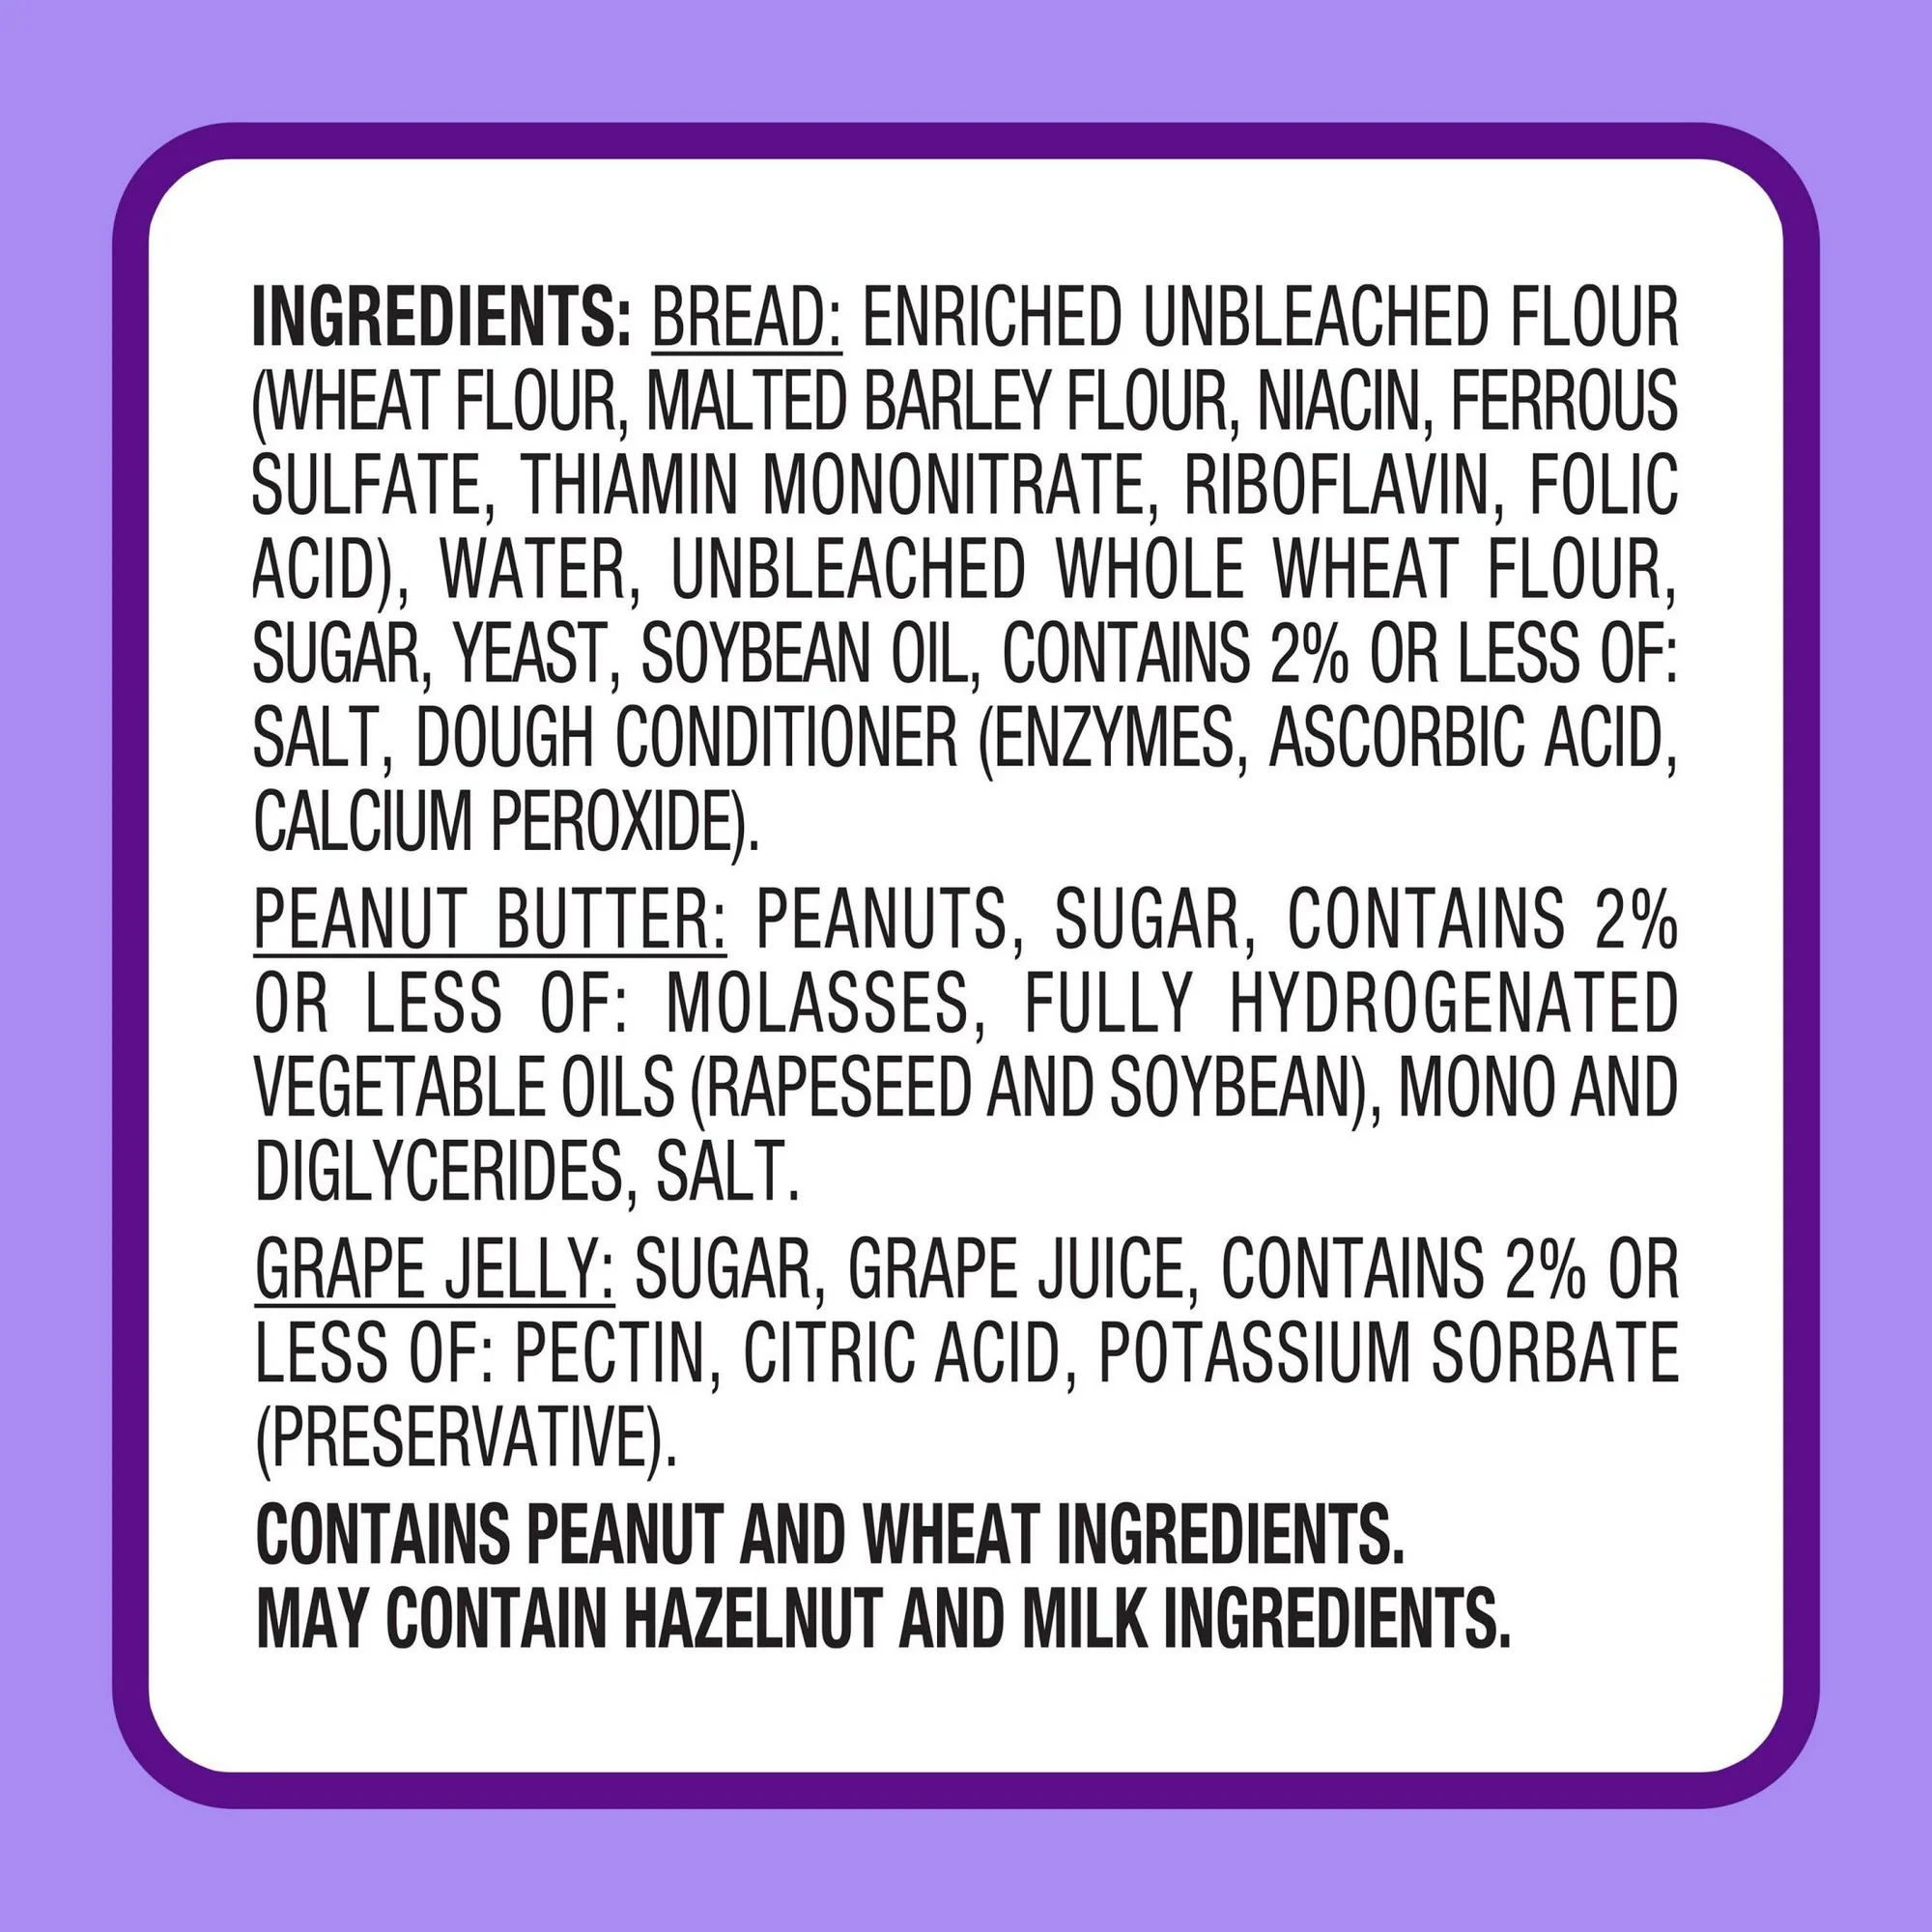 INGREDIENTS: BREAD: ENRICHED UNBLEACHED FLOUR
(WHEAT FLOUR, MALTED BARLEY FLOUR, NIACIN, FERROUS
SULFATE, THIAMIN MONONITRATE, RIBOFLAVIN, FOLIC
ACID), WATER, UNBLEACHED WHOLE WHEAT FLOUR,
SUGAR, YEAST, SOYBEAN OIL, CONTAINS 2% OR LESS OF:
SALT, DOUGH CONDITIONER (ENZYMES, ASCORBIC ACID,
CALCIUM PEROXIDE).
PEANUT BUTTER: PEANUTS, SUGAR, CONTAINS 2%
OR LESS OF: MOLASSES, FULLY HYDROGENATED
VEGETABLE OILS (RAPESEED AND SOYBEAN), MONO AND
DIGLYCERIDES, SALT.
GRAPE JELLY: SUGAR, GRAPE JUICE, CONTAINS 2% OR
LESS OF: PECTIN, CITRIC ACID, POTASSIUM SORBATE
(PRESERVATIVE).
CONTAINS PEANUT AND WHEAT INGREDIENTS.
MAY CONTAIN HAZELNUT AND MILK INGREDIENTS.